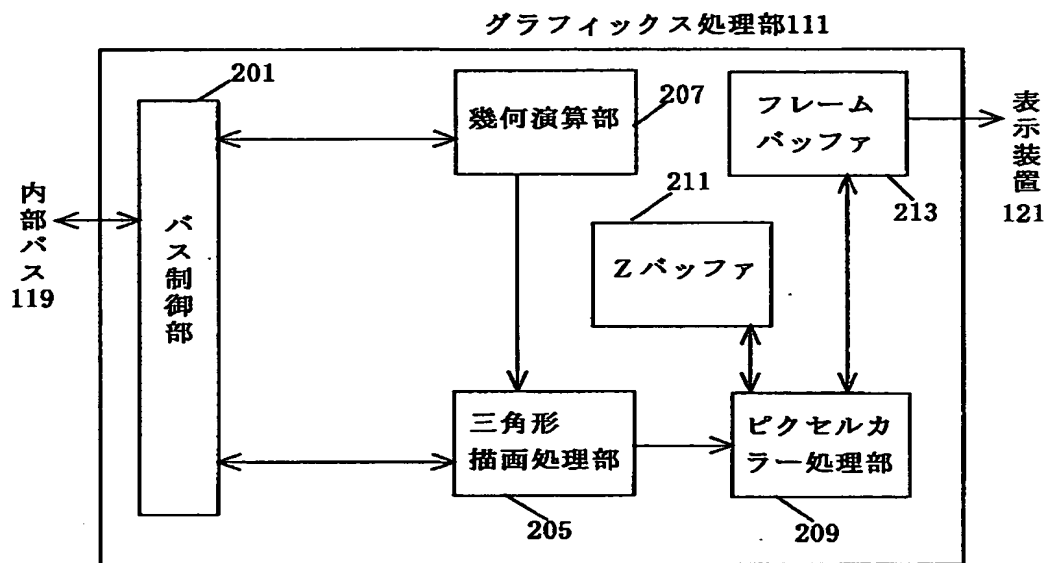 グラフィックス処理部111
201
バス制御部
内部バス
119
幾何演算部
207
フレーム
バッファ
213
表示装置
121
211
Zバッファ
三角形
描画処理部
205
ピクセルカ
ラー処理部
209